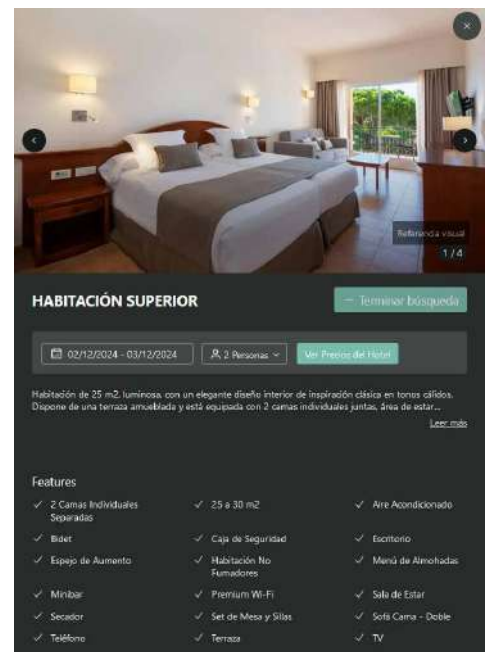 Referencia visual
1 / 4
HABITACIÓN SUPERIOR
— Terminar búsqueda
02/12/2024 - 03/12/2024
2 Personas
Ver Precios del Hotel
Habitación de 25 m2, luminosa, con un elegante diseño interior de inspiración clásica en tonos cálidos.
Dispone de una terraza amueblada y está equipada con 2 camas individuales juntas, área de estar...
Leer más
Features
2 Camas Individuales
Separadas
25 a 30 m2
Aire Acondicionado
Bidet
Caja de Seguridad
Escritorio
Espejo de Aumento
Habitación No
Fumadores
Menú de Almohadas
Minibar
Premium Wi-Fi
Sala de Estar
Secador
Set de Mesa y Sillas
Sofá Cama - Doble
Teléfono
Terraza
TV